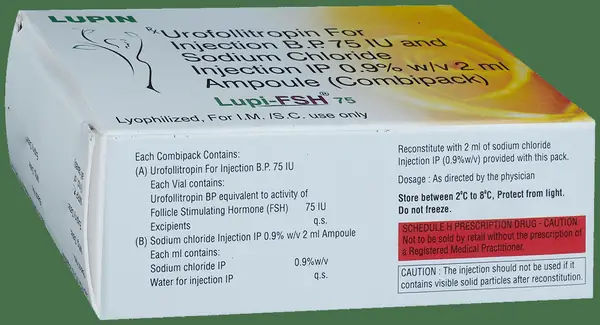 LUPIN
Rx Urofollitropin For
Injection B.P. 75 IU and
Sodium Chloride
Injection IP 0.9% w/v 2 ml
Ampoule (Combipack)
Lupi-FSH® 75
Lyophilized, For I.M. /S.C. use only
Each Combipack Contains:
(A) Urofollitropin For Injection B.P. 75 IU
Each Vial contains:
Urofollitropin BP equivalent to activity of
Follicle Stimulating Hormone (FSH) 75 IU
Excipients q.s.
(B) Sodium chloride Injection IP 0.9% w/v 2 ml Ampoule
Each ml contains:
Sodium chloride IP 0.9%w/v
Water for injection IP q.s.
Reconstitute with 2 ml of sodium chloride
Injection IP (0.9%w/v) provided with this pack.
Dosage : As directed by the physician
Store between 2°C to 8°C, Protect from light.
Do not freeze.
SCHEDULE H PRESCRIPTION DRUG - CAUTION
Not to be sold by retail without the prescription of
a Registered Medical Practitioner.
CAUTION : The injection should not be used if it
contains visible solid particles after reconstitution.